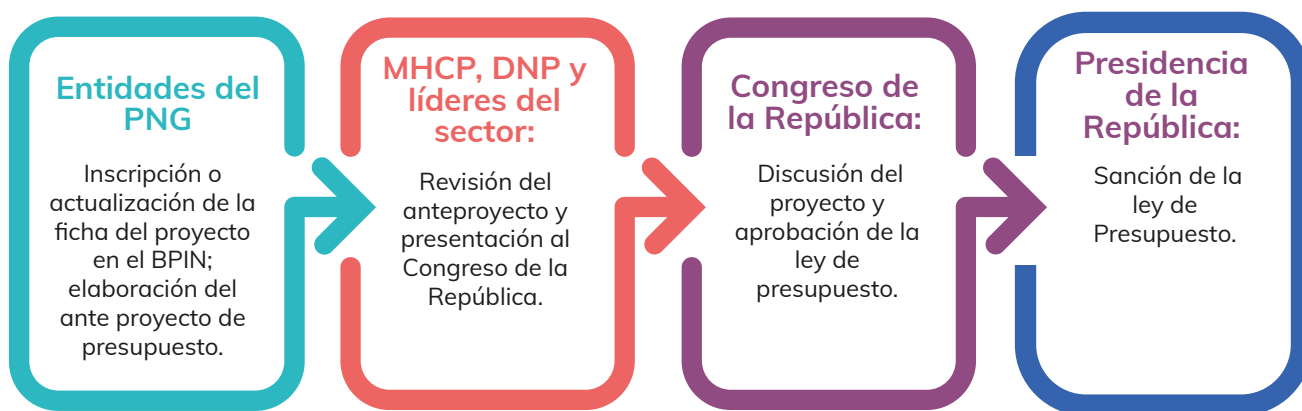 Entidades del
PNG
Inscripción o
actualización de la
ficha del proyecto
en el BPIN;
elaboración del
ante proyecto de
presupuesto.
MHCP, DNP y
líderes del
sector:
Revisión del
anteproyecto y
presentación al
Congreso de la
República.
Congreso de
la República:
Discusión del
proyecto y
aprobación de la
ley de
presupuesto.
Presidencia
de la
República:
Sanción de la
ley de
Presupuesto.